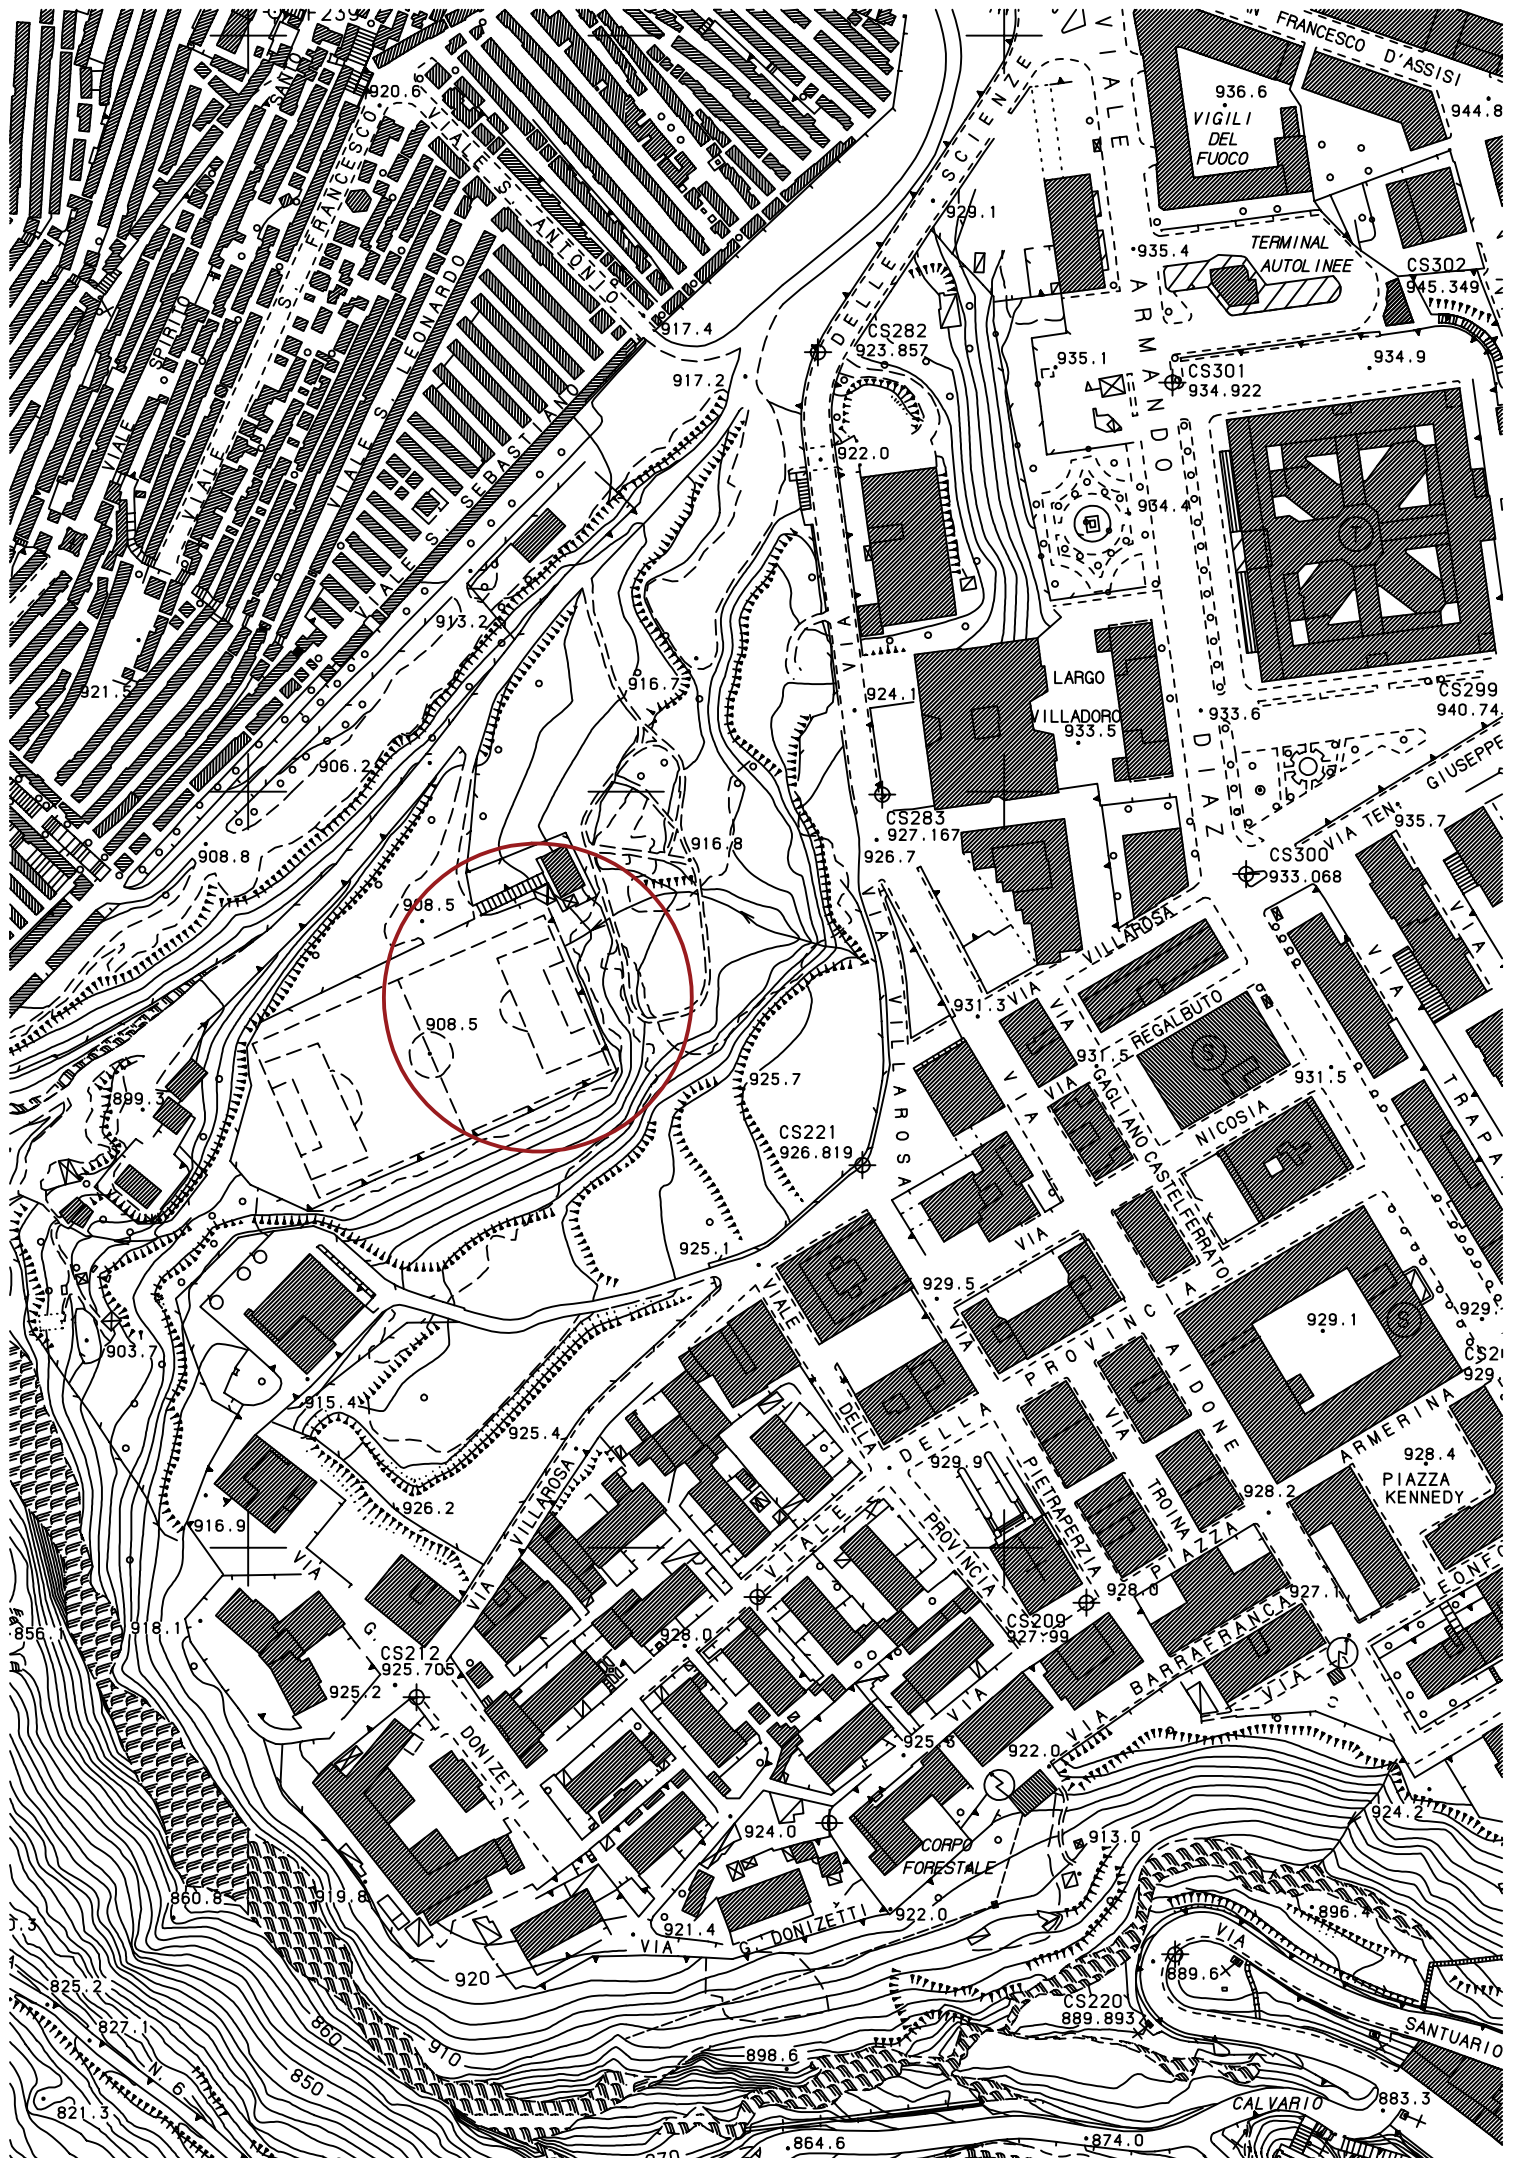 FRANCESCO D'ASSISI
VIALE
936.6
VIGILI
DEL
FUOCO
944.8
920.6
SANTO
SPIRITO
VIALE
VIALE S. FRANCESCO
VIALE S. ANTONIO
VIALE S. LEONARDO
VIALE S. SEBASTIANO
DELLE SCIENZE
929.1
935.4
TERMINAL
AUTOLINEE
CS302
945.349
917.4
CS282
923.857
935.1
CS301
934.922
934.9
917.2
ARMANDO
922.0
934.4
T
913.2
VIA
LARGO
VILLADORO
933.5
921.5
916.7
924.1
933.6
CS299
940.74
DIAZ
906.2
GIUSEPPE
VIA TEN.
935.7
CS283
927.167
926.7
916.8
908.8
CS300
933.068
908.5
VIA VILLAROSA
VIA
VIA VILLAROSA
931.3
908.5
REGALBUTO
VIA
S
931.5
931.5
VIA
VIA TRAPA
899.3
925.7
VIA GAGLIANO CASTELFERRATO
NICOSIA
CS221
926.819
VIA
925.1
929.5
VIALE
DELLA
VIA
PROVINCIA
AIDONE
929.1
S
929.
903.7
915.4
925.4
VIALE DELLA
929.9
VIA
ARMERINA
928.4
PIAZZA
KENNEDY
926.2
VIA VILLAROSA
PIETRAPERZIA
TROINA
928.2
916.9
VIA
PROVINCIA
PIAZZA
928.0
927.1
856.1
918.1
G.
CS212
925.705
928.0
CS209
927.99
VIA BARRAFRANCA
VIA
925.2
DONIZETTI
VIA
922.0
924.2
924.0
913.0
CORPO
FORESTALE
860.8
919.8
896.4
921.4
VIA G. DONIZETTI
922.0
VIA
920
889.6
825.2
CS220
889.893
827.1
860
910
SANTUARIO
898.6
N. 6
850
821.3
CALVARIO
883.3
864.6
874.0